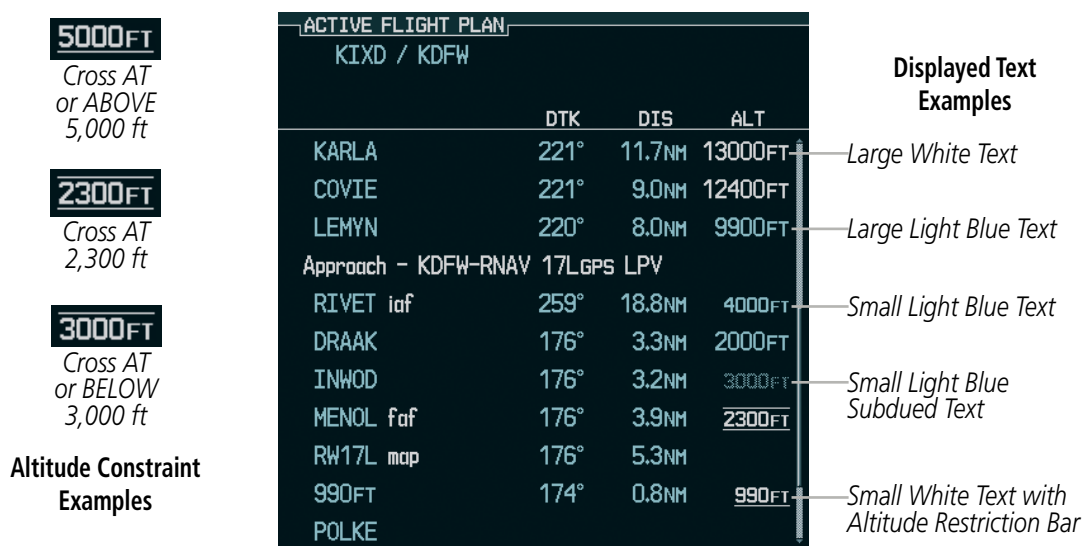 5000FT
Cross AT
or ABOVE
5,000 ft
2300FT
Cross AT
2,300 ft
3000FT
Cross AT
or BELOW
3,000 ft
Altitude Constraint
Examples
ACTIVE FLIGHT PLAN
KIXD / KDFW
DTK DIS ALT
KARLA 221° 11.7NM 13000FT
COVIE 221° 9.0NM 12400FT
LEMYN 220° 8.0NM 9900FT
Approach - KDFW-RNAV 17LGPS LPV
RIVET iaf 259° 18.8NM 4000FT
DRAAK 176° 3.3NM 2000FT
INWOD 176° 3.2NM 3000FT
MENOL faf 176° 3.9NM 2300FT
RW17L map 176° 5.3NM
990FT 174° 0.8NM 990FT
POLKE
Displayed Text
Examples
Large White Text
Large Light Blue Text
Small Light Blue Text
Small Light Blue
Subdued Text
Small White Text with
Altitude Restriction Bar